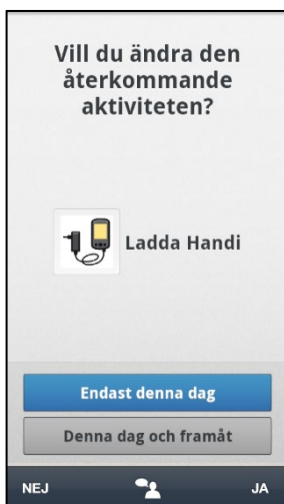 Vill du ändra den
återkommande
aktiviteten?
Ladda Handi
Endast denna dag
Denna dag och framåt
NEJ
JA